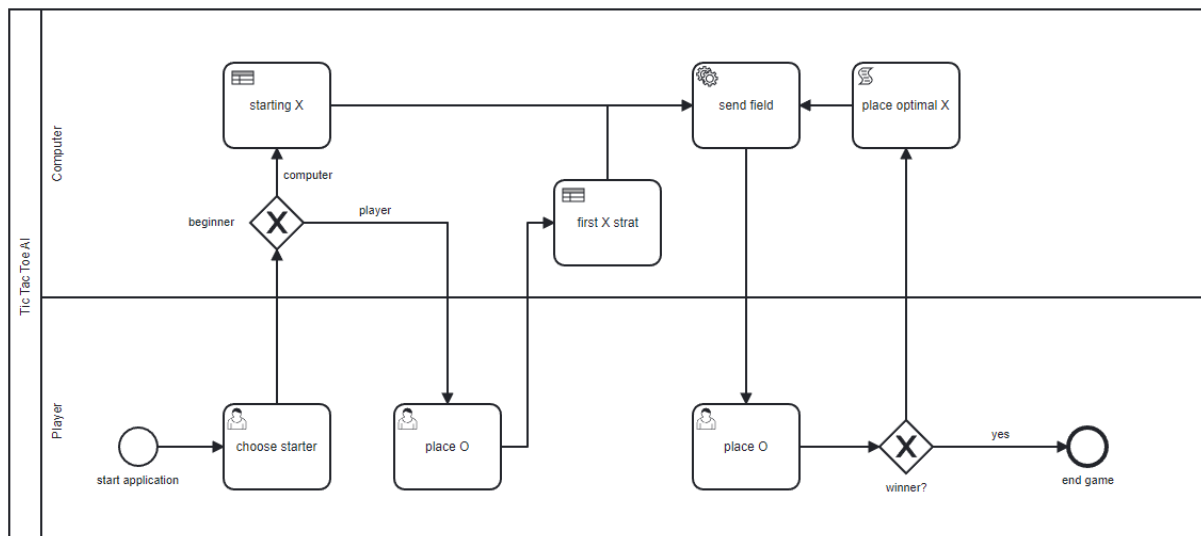 Tic Tac Toe AI
Computer
starting X
send field
place optimal X
computer
beginner
player
first X strat
Player
start application
choose starter
place O
place O
winner?
yes
end game